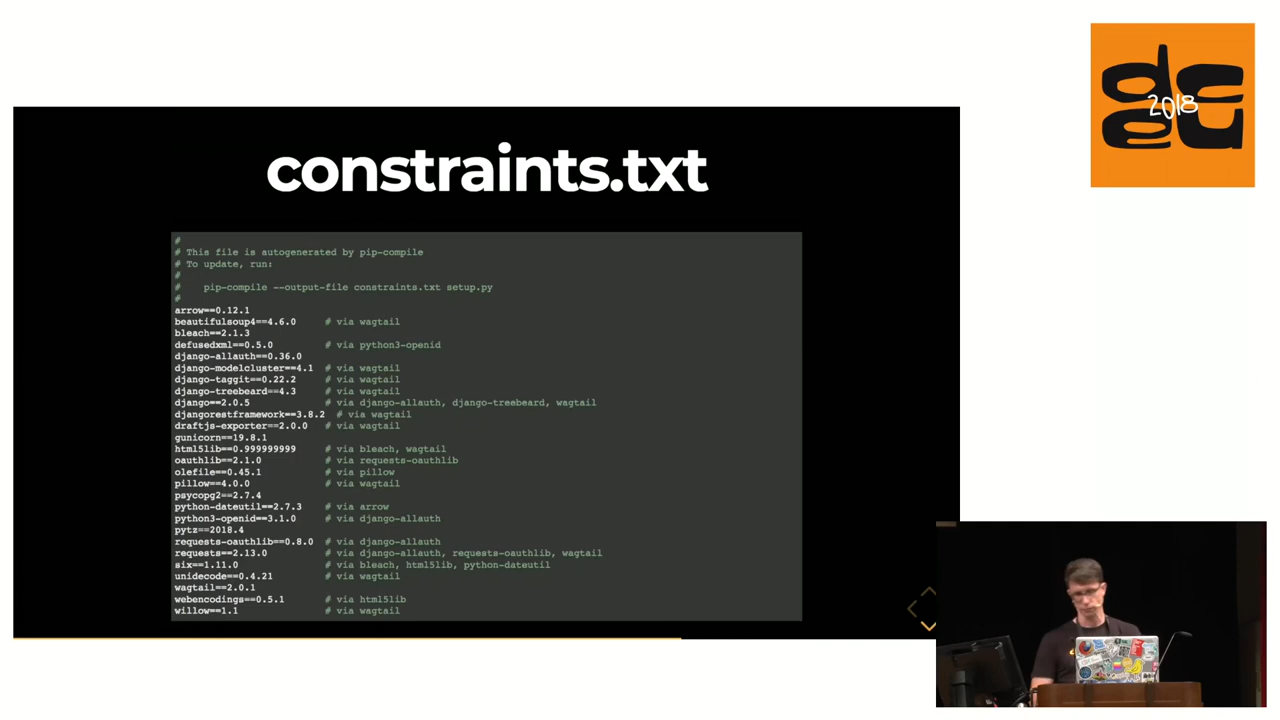 dc
2018
eu
constraints.txt
#
# This file is autogenerated by pip-compile
# To update, run:
#
#    pip-compile --output-file constraints.txt setup.py
#
arrow==0.12.1
beautifulsoup4==4.6.0     # via wagtail
bleach==2.1.3
defusedxml==0.5.0         # via python3-openid
django-allauth==0.36.0
django-modelcluster==4.1  # via wagtail
django-taggit==0.22.2     # via wagtail
django-treebeard==4.3     # via wagtail
django==2.0.5             # via django-allauth, django-treebeard, wagtail
djangorestframework==3.8.2  # via wagtail
draftjs-exporter==2.0.0   # via wagtail
gunicorn==19.8.1
html5lib==0.999999999     # via bleach, wagtail
oauthlib==2.1.0           # via requests-oauthlib
olefile==0.45.1           # via pillow
pillow==4.0.0             # via wagtail
psycopg2==2.7.4
python-dateutil==2.7.3    # via arrow
python3-openid==3.1.0     # via django-allauth
pytz==2018.4
requests-oauthlib==0.8.0  # via django-allauth
requests==2.13.0          # via django-allauth, requests-oauthlib, wagtail
six==1.11.0               # via bleach, html5lib, python-dateutil
unidecode==0.4.21         # via wagtail
wagtail==2.0.1
webencodings==0.5.1       # via html5lib
willow==1.1               # via wagtail